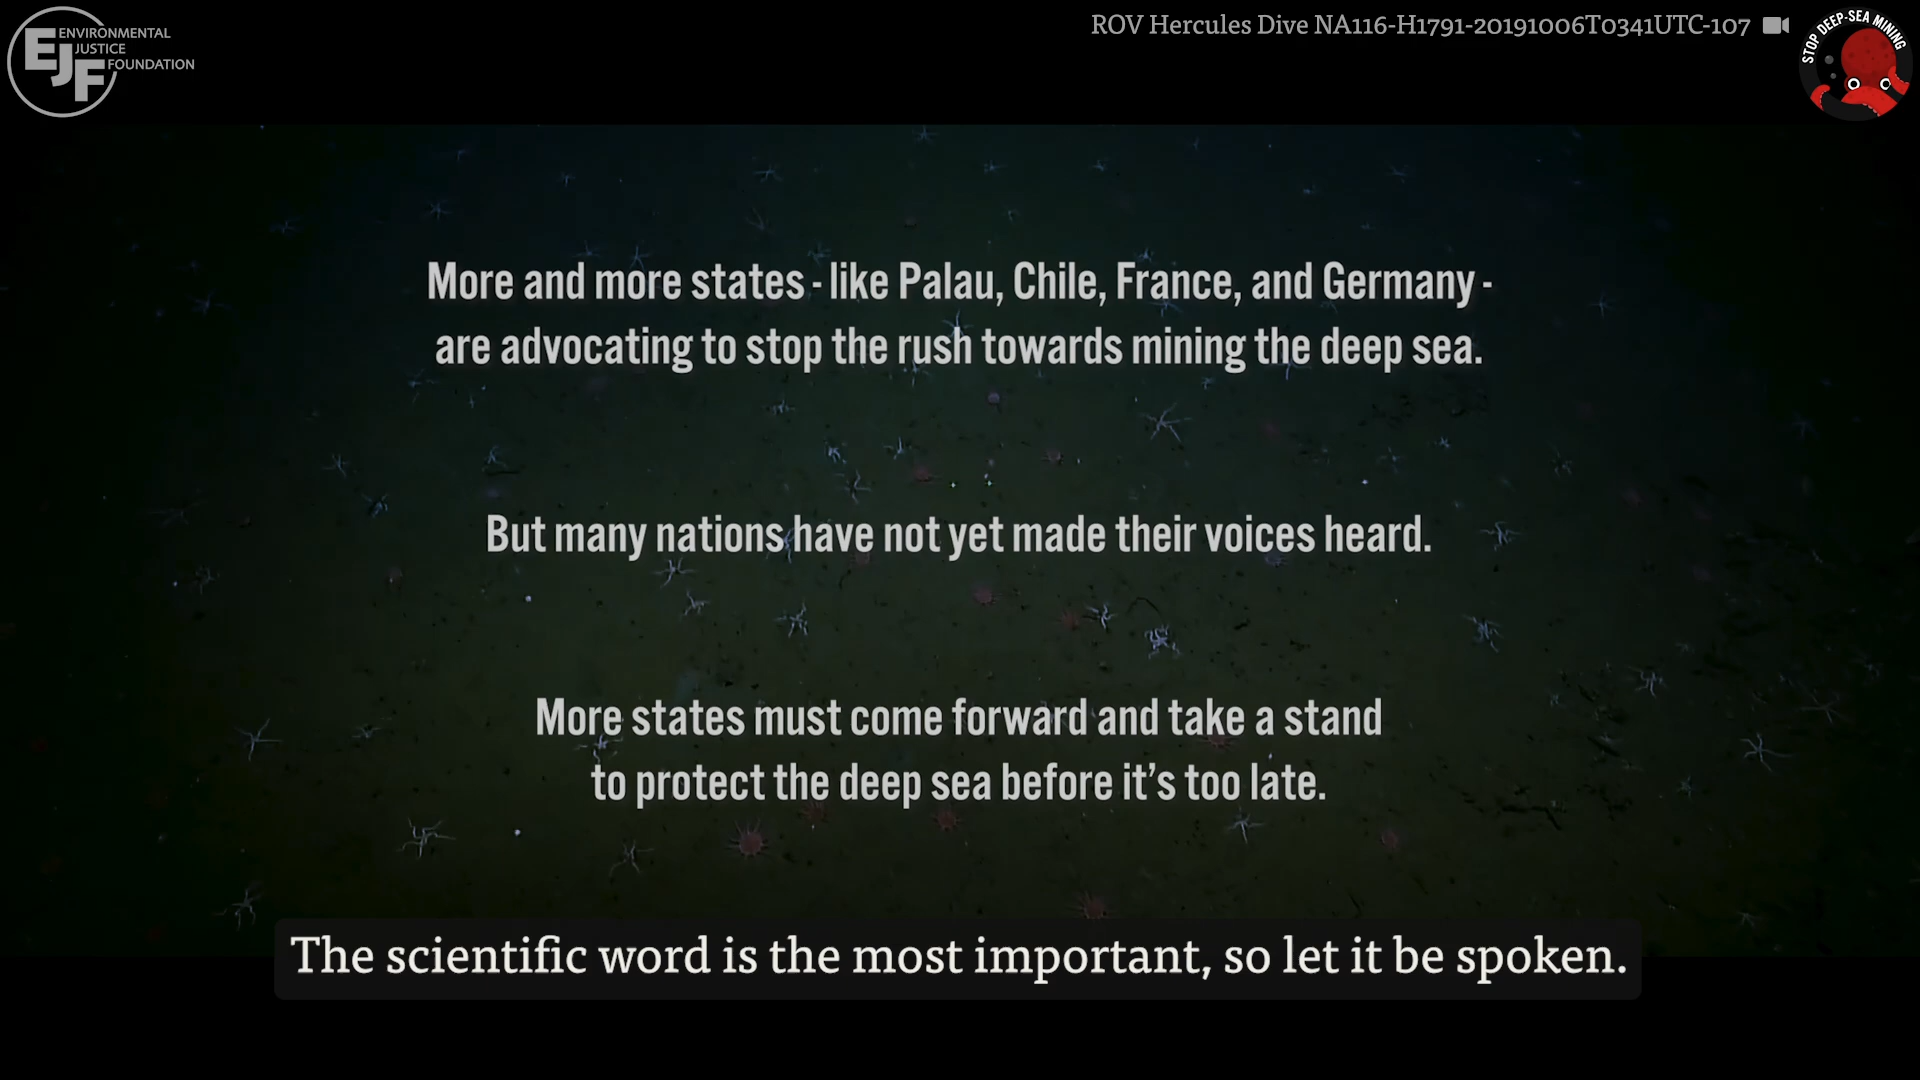 EJF
ENVIRONMENTAL
JUSTICE
FOUNDATION
ROV Hercules Dive NA116-H1791-20191006T0341UTC-107
STOP DEEP-SEA MINING
More and more states - like Palau, Chile, France, and Germany -
are advocating to stop the rush towards mining the deep sea.
But many nations have not yet made their voices heard.
More states must come forward and take a stand
to protect the deep sea before it's too late.
The scientific word is the most important, so let it be spoken.